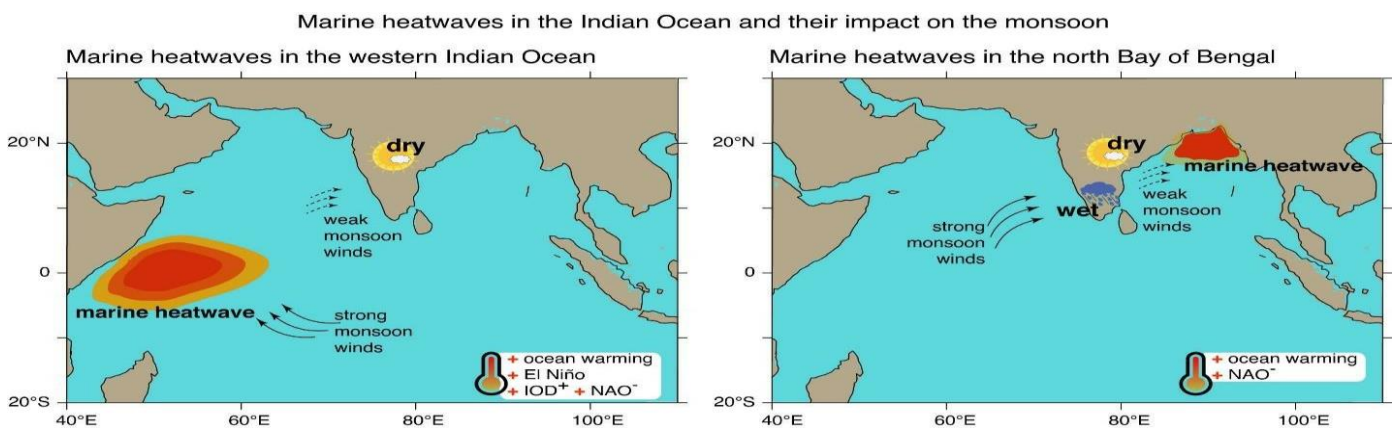 Marine heatwaves in the Indian Ocean and their impact on the monsoon
Marine heatwaves in the western Indian Ocean
20°N
0
20°S
40°E
60°E
80°E
100°E
dry
weak
monsoon
winds
marine heatwave
strong
monsoon
winds
+ ocean warming
+ El Niño
+ IOD⁺ + NAO⁻
Marine heatwaves in the north Bay of Bengal
dry
marine heatwave
wet
weak
monsoon
winds
strong
monsoon
winds
+ ocean warming
+ NAO⁻
40°E
60°E
80°E
100°E